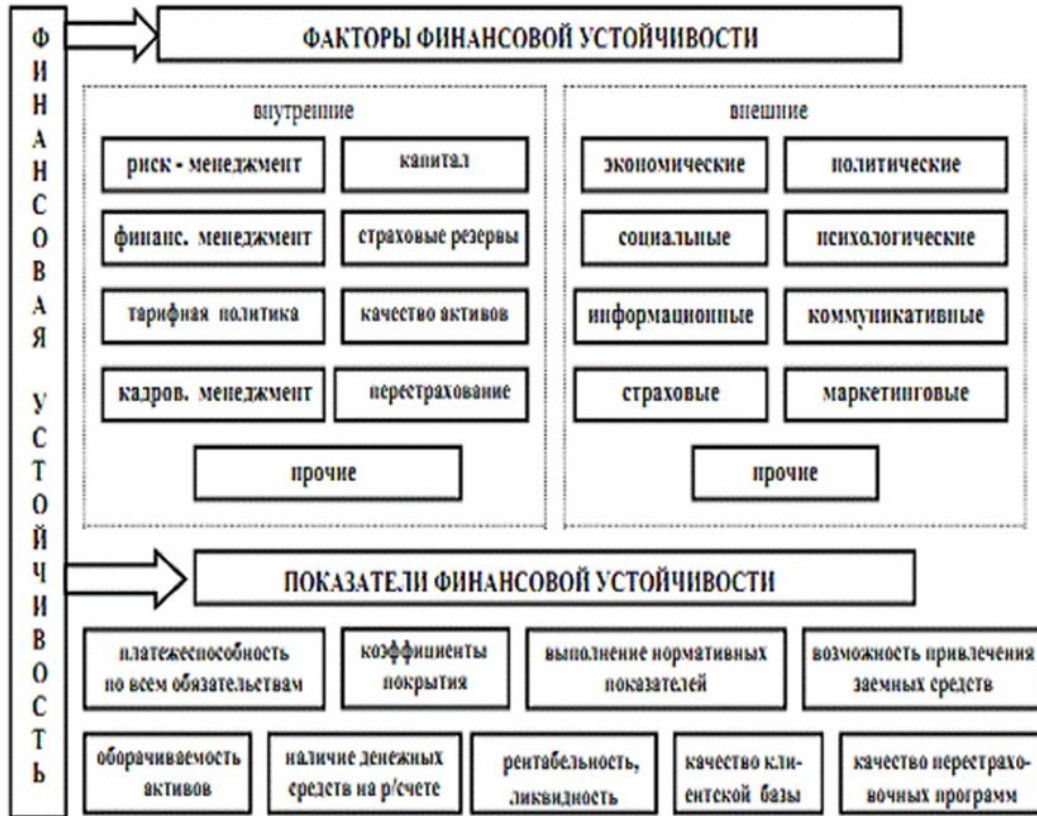 ФИНАНСОВАЯ УСТОЙЧИВОСТЬ
ФАКТОРЫ ФИНАНСОВОЙ УСТОЙЧИВОСТИ
внутренние
внешние
риск - менеджмент
капитал
экономические
политические
финанс. менеджмент
страховые резервы
социальные
психологические
тарифная политика
качество активов
информационные
коммуникативные
кадров. менеджмент
перестрахование
страховые
маркетинговые
прочие
прочие
ПОКАЗАТЕЛИ ФИНАНСОВОЙ УСТОЙЧИВОСТИ
платежеспособность
по всем обязательствам
коэффициенты
покрытия
выполнение нормативных
показателей
возможность привлечения
заемных средств
оборачиваемость
активов
наличие денежных
средств на р/счете
рентабельность,
ликвидность
качество кли-
ентской базы
качество перестрахо-
вочных программ